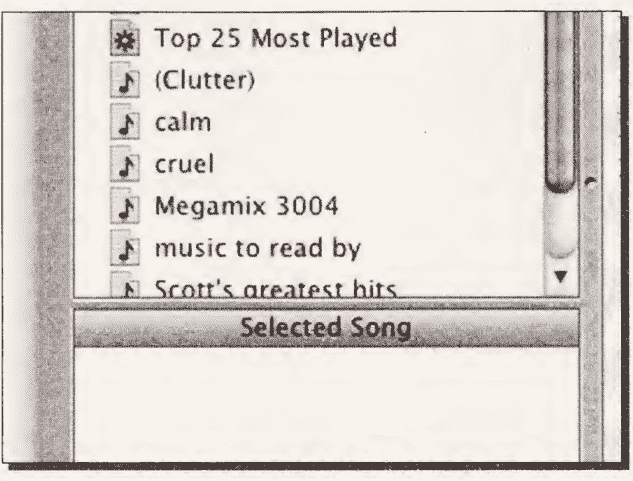 Top 25 Most Played
(Clutter)
calm
cruel
Megamix 3004
music to read by
Scott's greatest hits
Selected Song